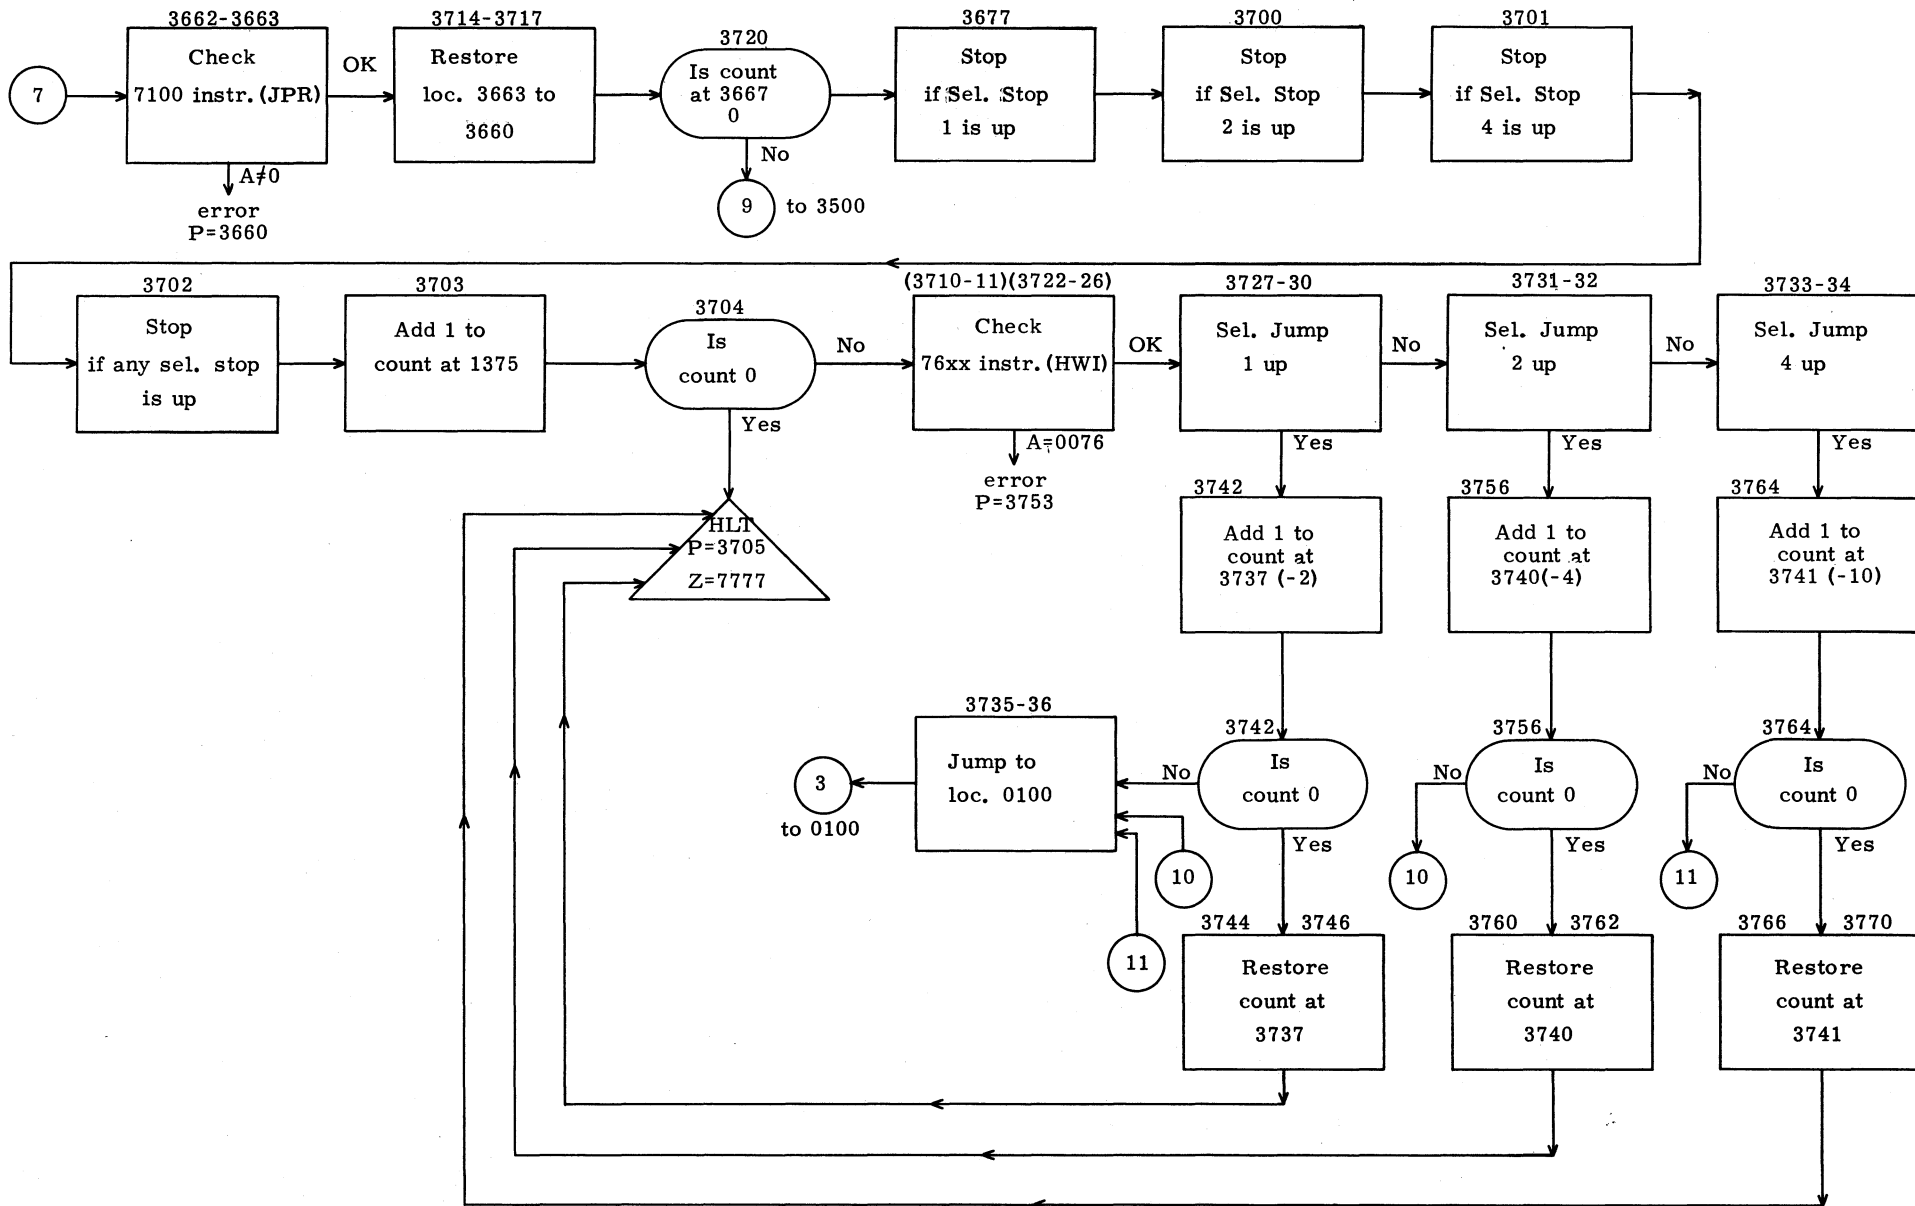 3662-3663
7
Check
7100 instr. (JPR)
OK
A≠0
error
P=3660
3714-3717
Restore
loc. 3663 to
3660
3720
Is count
at 3667
0
No
9
to 3500
3677
Stop
if Sel. Stop
1 is up
3700
Stop
if Sel. Stop
2 is up
3701
Stop
if Sel. Stop
4 is up
3702
Stop
if any sel. stop
is up
3703
Add 1 to
count at 1375
3704
Is
count 0
No
Yes
(3710-11)(3722-26)
Check
76xx instr. (HWI)
OK
A=0076
error
P=3753
3727-30
Sel. Jump
1 up
No
Yes
3731-32
Sel. Jump
2 up
No
Yes
3733-34
Sel. Jump
4 up
Yes
HLT
P=3705
Z=7777
3742
Add 1 to
count at
3737 (-2)
3756
Add 1 to
count at
3740(-4)
3764
Add 1 to
count at
3741 (-10)
3
to 0100
3735-36
Jump to
loc. 0100
3742
Is
count 0
No
Yes
10
11
3756
Is
count 0
No
Yes
10
3764
Is
count 0
No
Yes
11
3744 3746
Restore
count at
3737
3760 3762
Restore
count at
3740
3766 3770
Restore
count at
3741